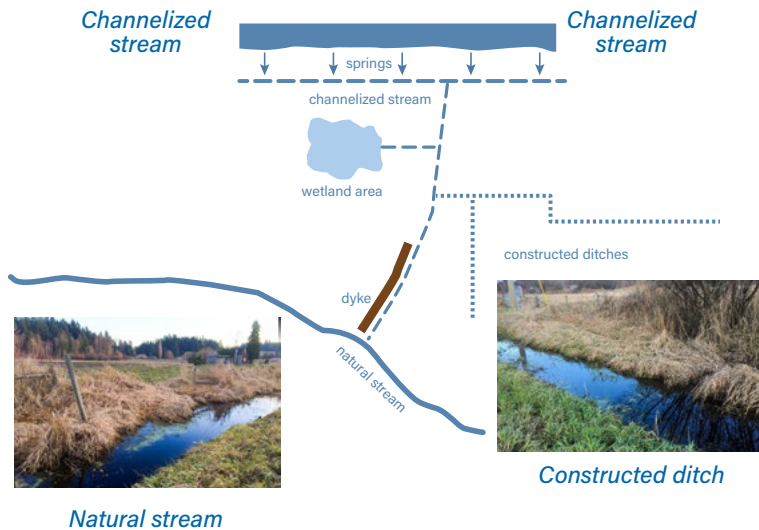 Channelized
stream
Channelized
stream
springs
channelized stream
wetland area
constructed ditches
dyke
natural stream
Constructed ditch
Natural stream